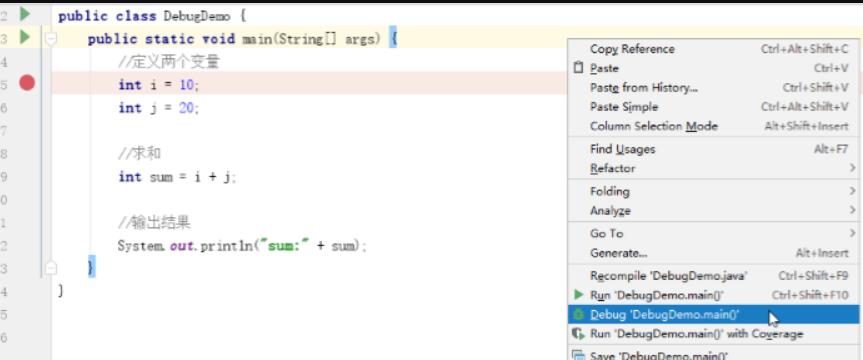 2 public class DebugDemo {
3 public static void main(String[] args) {
4 //定义两个变量
5 int i = 10;
6 int j = 20;
7
8 //求和
9 int sum = i + j;
0
1 //输出结果
2 System.out.println("sum:" + sum);
3 }
4 }
5
6
Copy Reference Ctrl+Alt+Shift+C
Paste Ctrl+V
Paste from History... Ctrl+Shift+V
Paste Simple Ctrl+Alt+Shift+V
Column Selection Mode Alt+Shift+Insert
Find Usages Alt+F7
Refactor
Folding
Analyze
Go To
Generate... Alt+Insert
Recompile 'DebugDemo.java' Ctrl+Shift+F9
Run 'DebugDemo.main()' Ctrl+Shift+F10
Debug 'DebugDemo.main()'
Run 'DebugDemo.main()' with Coverage
Save 'DebugDemo.main()'